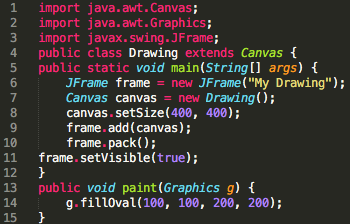 1 import java.awt.Canvas;
2 import java.awt.Graphics;
3 import javax.swing.JFrame;
4 public class Drawing extends Canvas {
5 public static void main(String[] args) {
6     JFrame frame = new JFrame("My Drawing");
7     Canvas canvas = new Drawing();
8     canvas.setSize(400, 400);
9     frame.add(canvas);
10     frame.pack();
11 frame.setVisible(true);
12 }
13 public void paint(Graphics g) {
14     g.fillOval(100, 100, 200, 200);
15 }